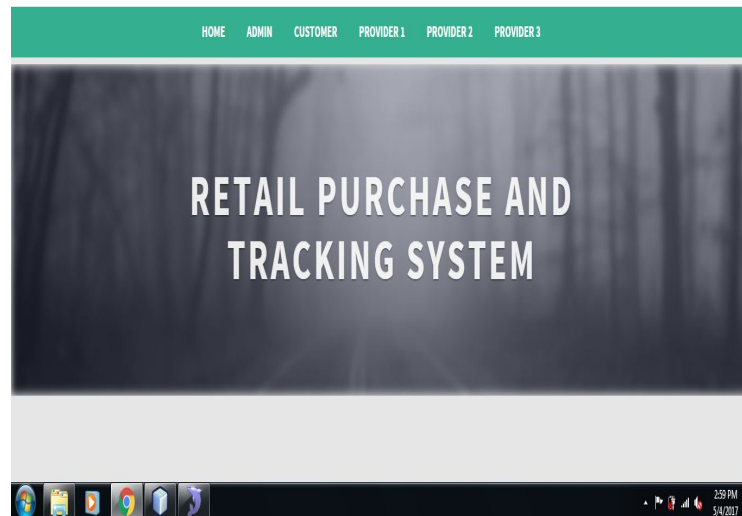 HOME ADMIN CUSTOMER PROVIDER 1 PROVIDER 2 PROVIDER 3
RETAIL PURCHASE AND
TRACKING SYSTEM
2:59 PM
5/4/2017